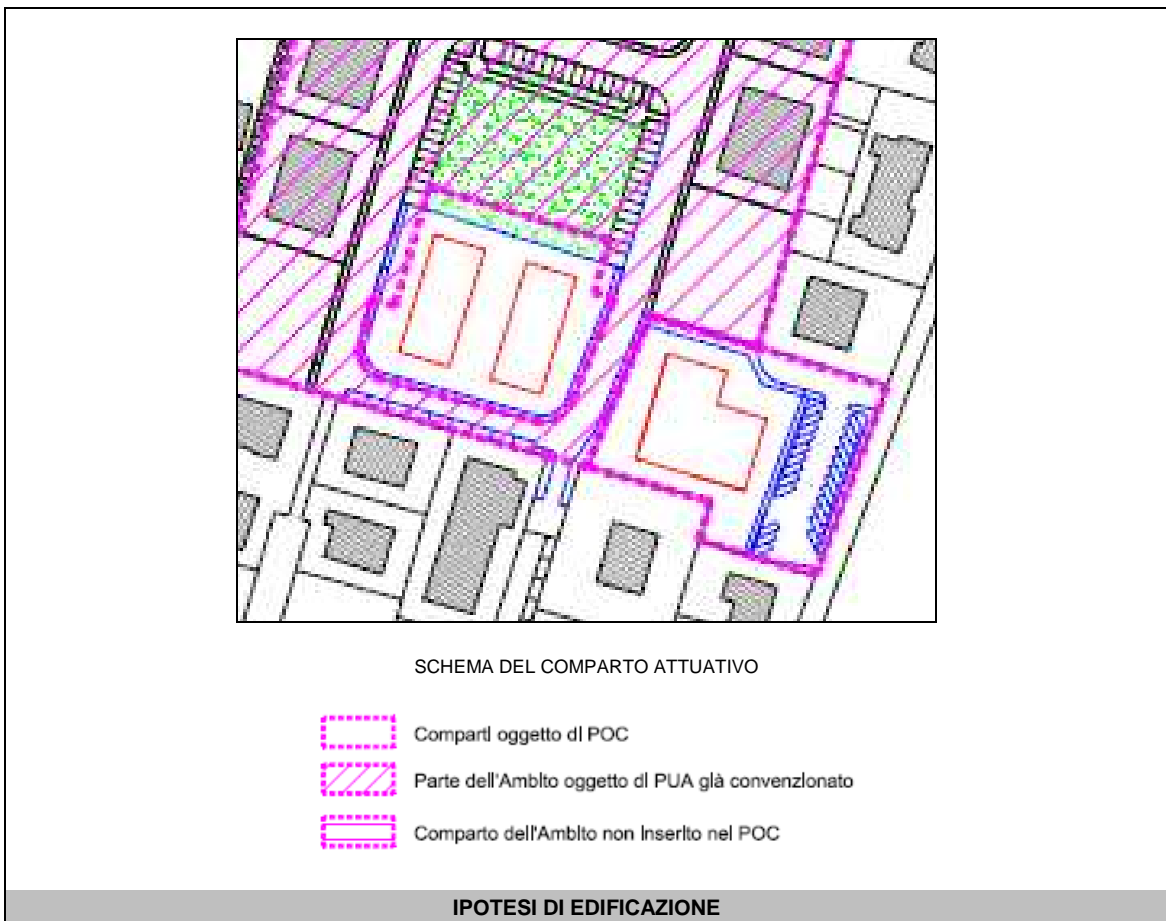 SCHEMA DEL COMPARTO ATTUATIVO
Comparti oggetto di POC
Parte dell'Ambito oggetto di PUA già convenzionato
Comparto dell'Ambito non inserito nel POC
IPOTESI DI EDIFICAZIONE